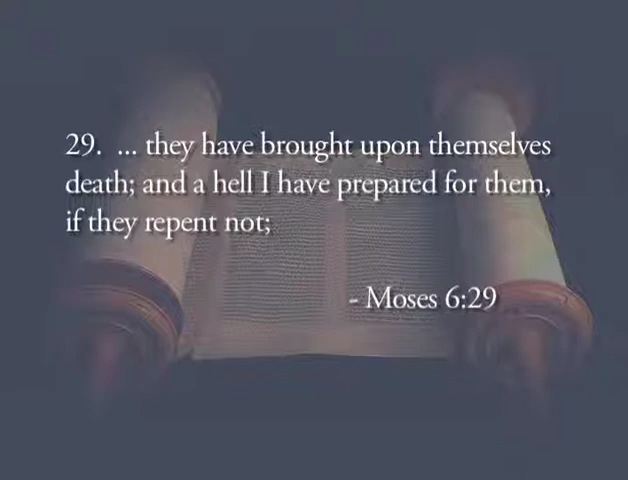 29. ... they have brought upon themselves
death; and a hell I have prepared for them,
if they repent not;
- Moses 6:29